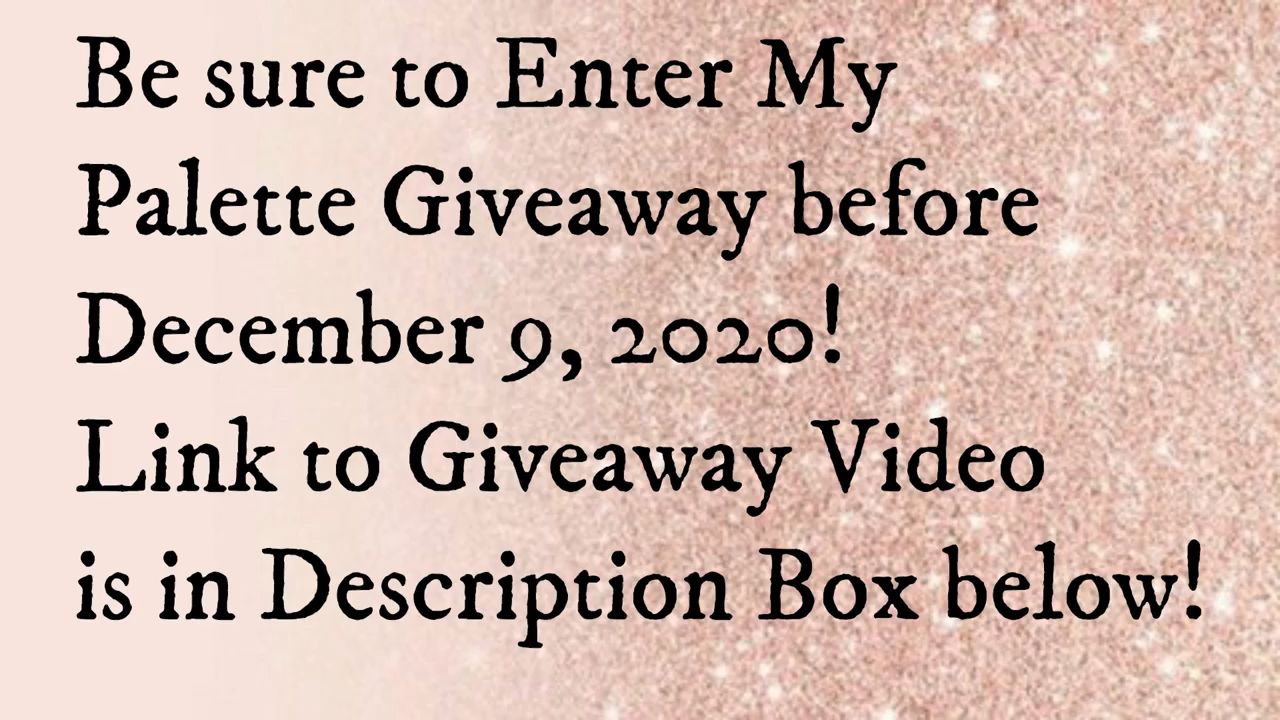 Be sure to Enter My
Palette Giveaway before
December 9, 2020!
Link to Giveaway Video
is in Description Box below!